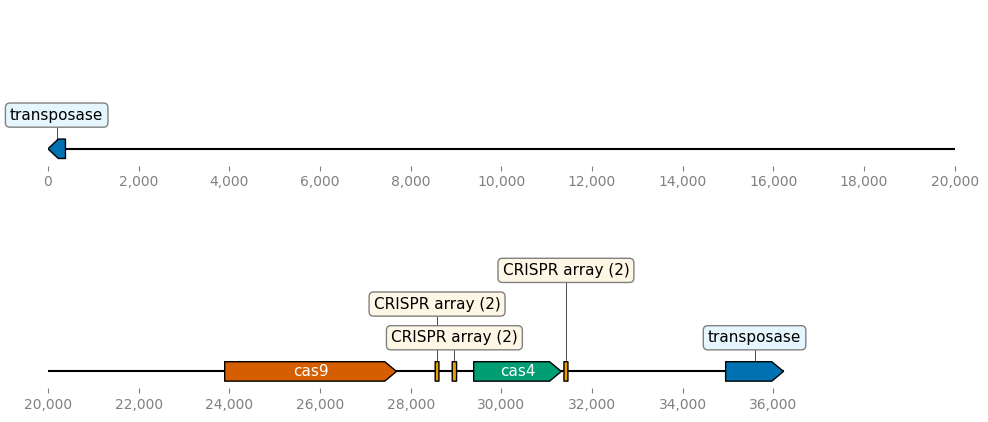 transposase
0 2,000 4,000 6,000 8,000 10,000 12,000 14,000 16,000 18,000 20,000
CRISPR array (2)
CRISPR array (2)
CRISPR array (2) transposase
cas9 cas4
20,000 22,000 24,000 26,000 28,000 30,000 32,000 34,000 36,000